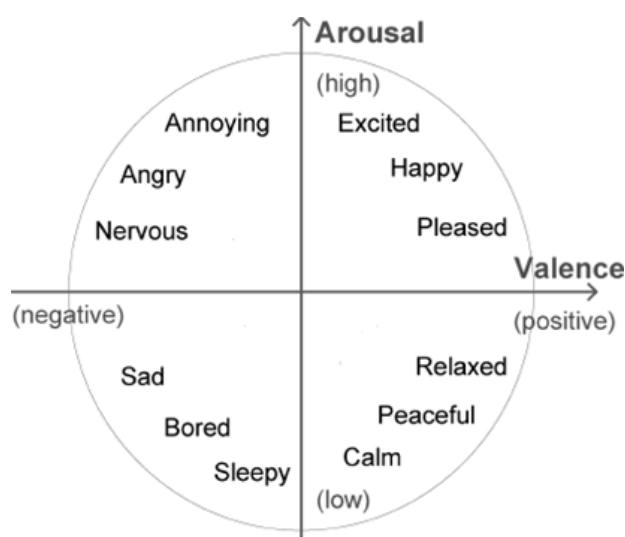 Arousal
(high)
Annoying
Excited
Angry
Happy
Nervous
Pleased
Valence
(negative)
(positive)
Sad
Relaxed
Bored
Peaceful
Sleepy
Calm
(low)